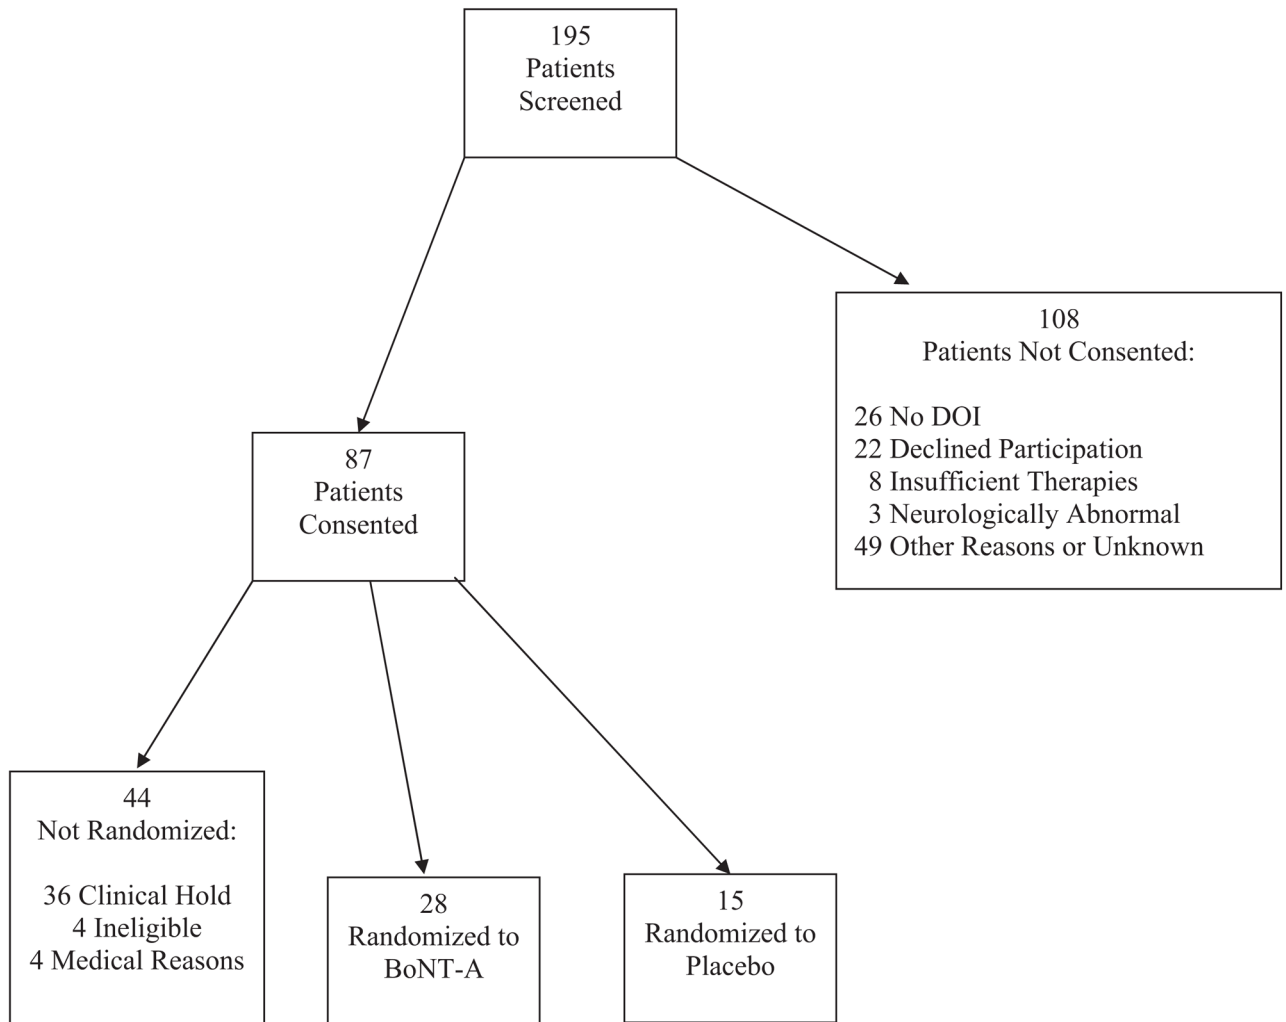 195
Patients
Screened
108
Patients Not Consented:
26 No DOI
22 Declined Participation
8 Insufficient Therapies
3 Neurologically Abnormal
49 Other Reasons or Unknown
87
Patients
Consented
44
Not Randomized:
36 Clinical Hold
4 Ineligible
4 Medical Reasons
28
Randomized to
BoNT-A
15
Randomized to
Placebo